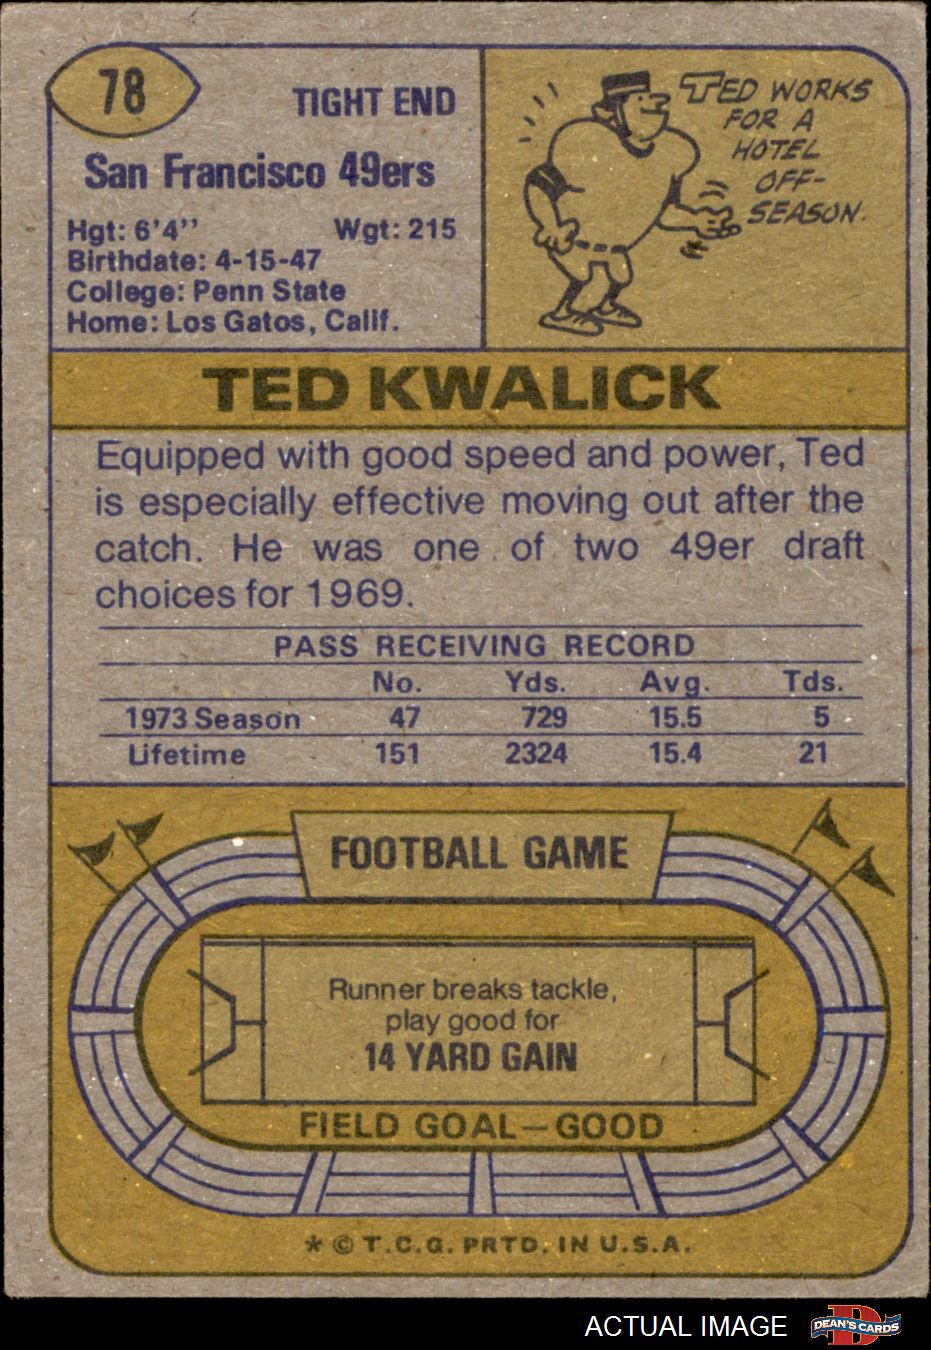 78
TIGHT END
San Francisco 49ers
Hgt: 6'4'' Wgt: 215
Birthdate: 4-15-47
College: Penn State
Home: Los Gatos, Calif.
TED WORKS
FOR A
HOTEL
OFF-
SEASON.
TED KWALICK
Equipped with good speed and power, Ted
is especially effective moving out after the
catch. He was one of two 49er draft
choices for 1969.
PASS RECEIVING RECORD
No. Yds. Avg. Tds.
1973 Season 47 729 15.5 5
Lifetime 151 2324 15.4 21
FOOTBALL GAME
Runner breaks tackle,
play good for
14 YARD GAIN
FIELD GOAL—GOOD
* © T.C.G. PRTD. IN U.S.A.
ACTUAL IMAGE
DEAN'S CARDS